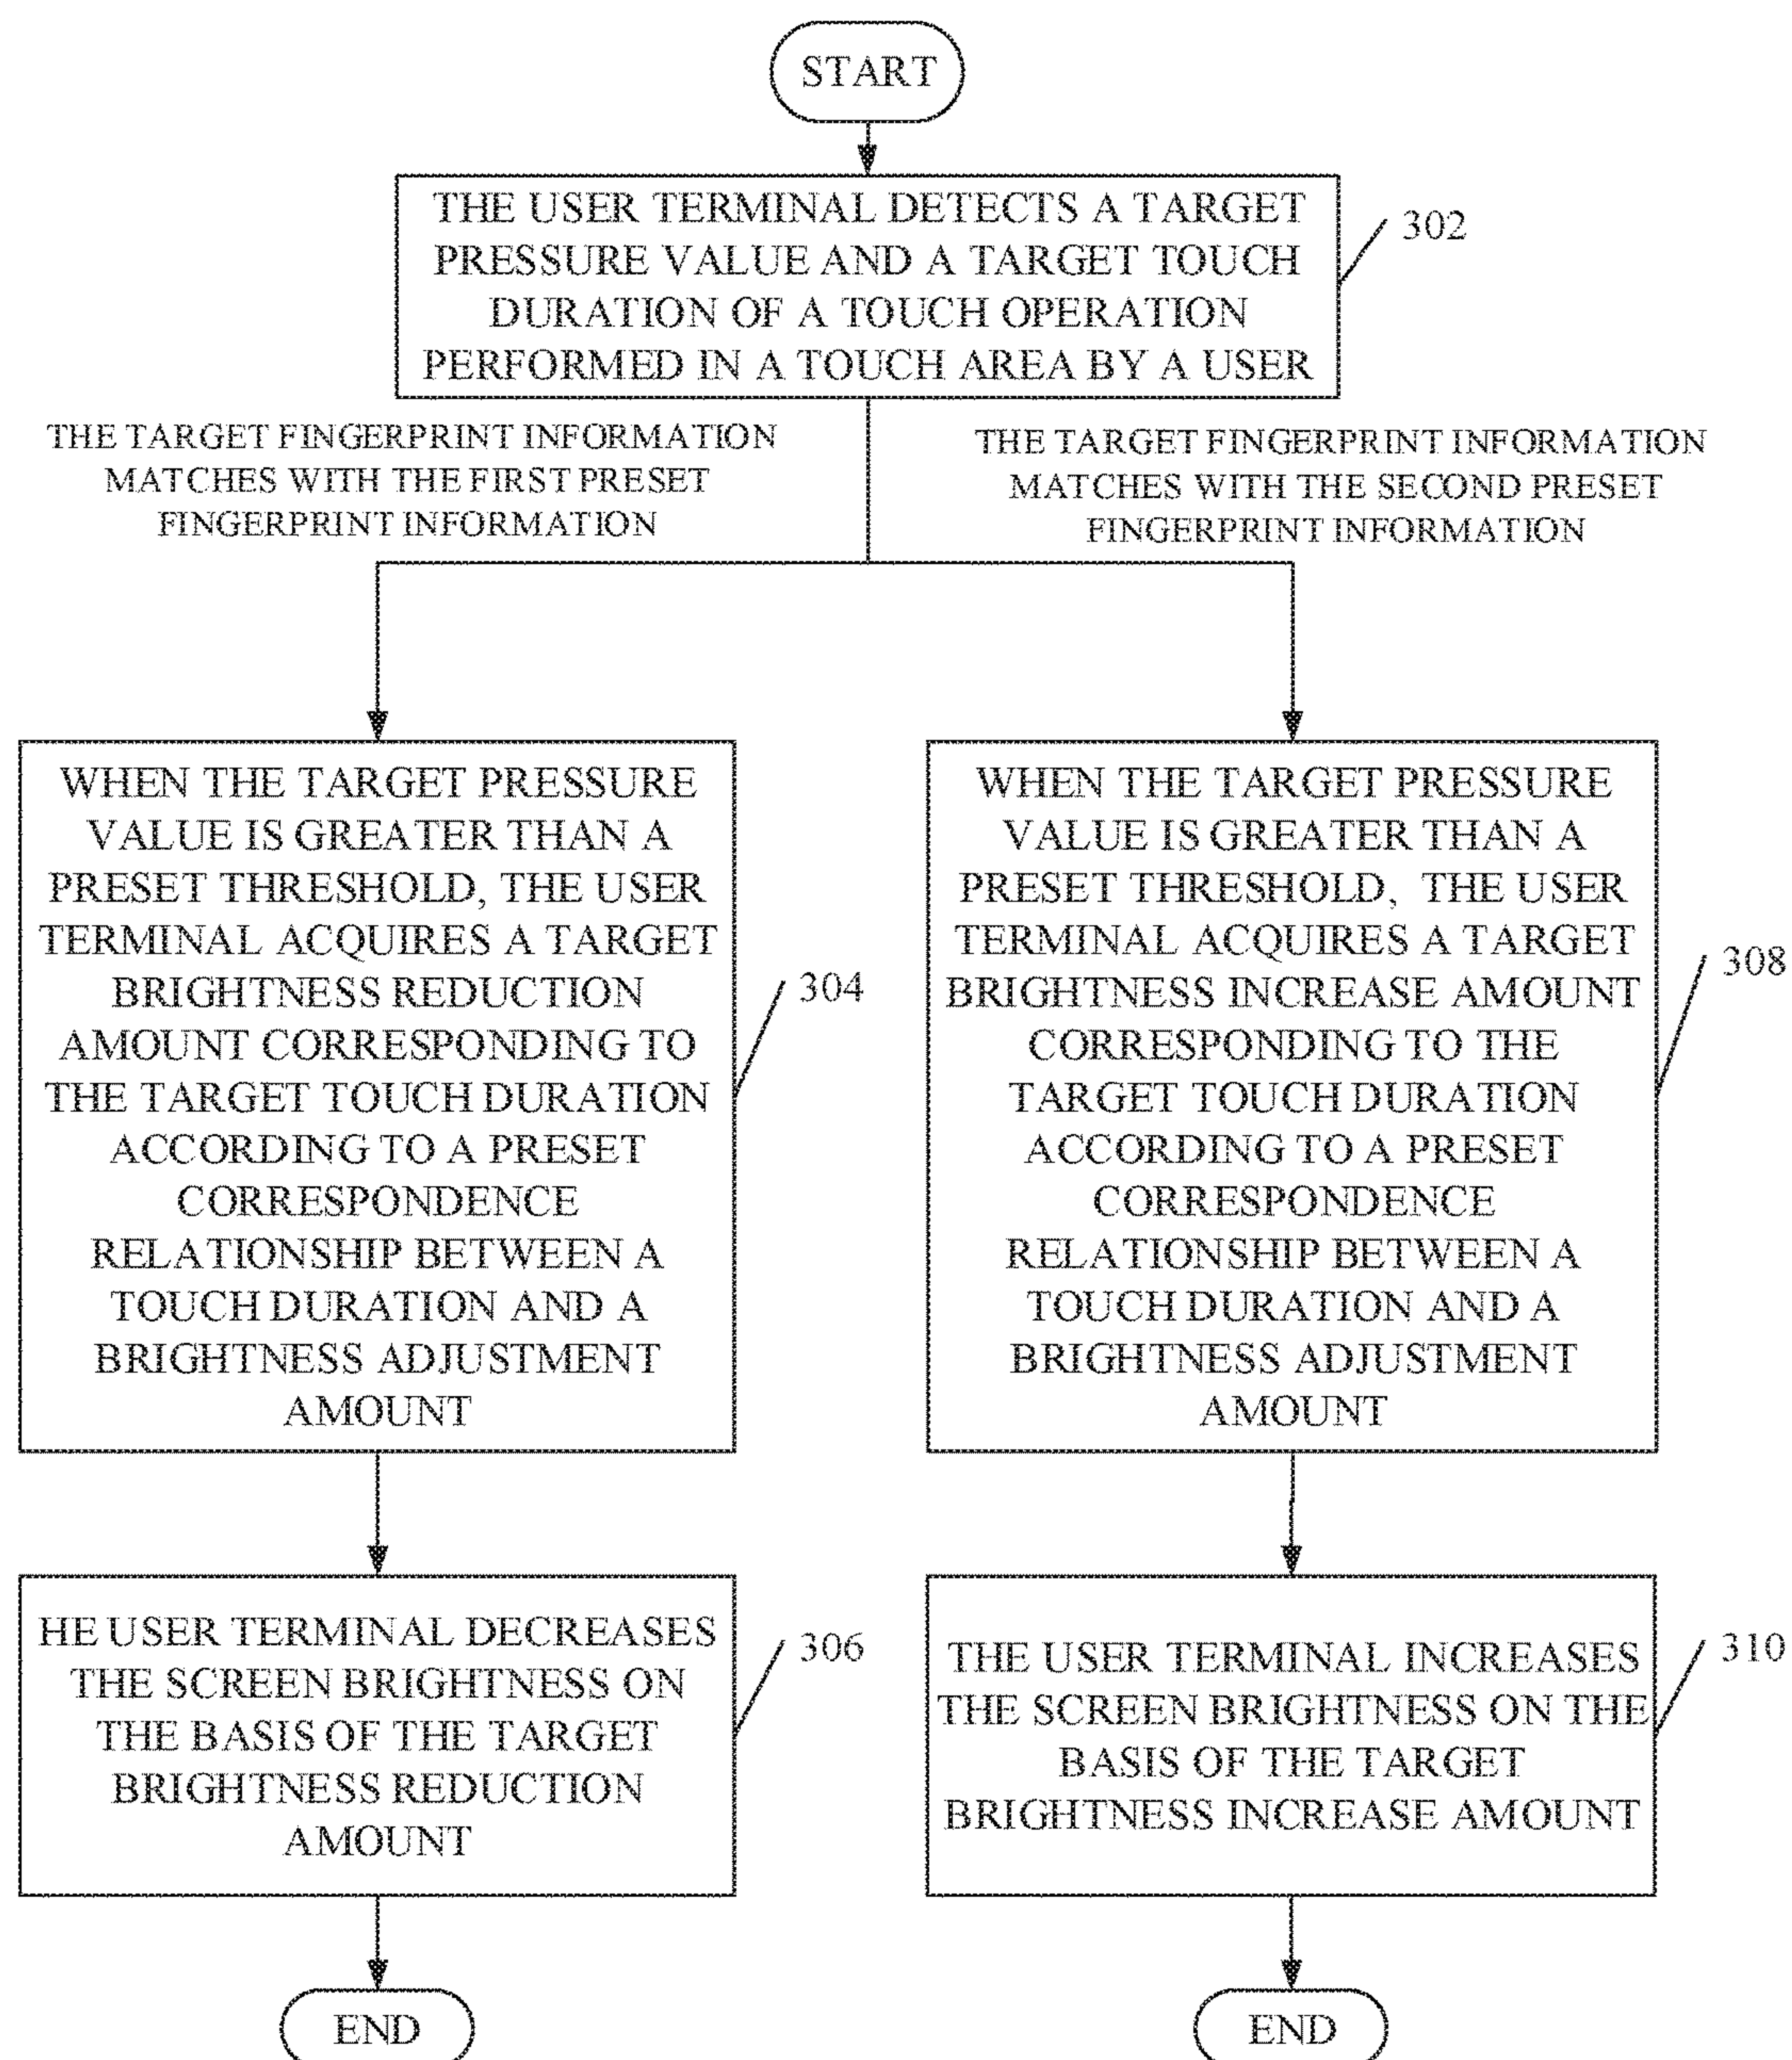 START
THE USER TERMINAL DETECTS A TARGET
PRESSURE VALUE AND A TARGET TOUCH
DURATION OF A TOUCH OPERATION
PERFORMED IN A TOUCH AREA BY A USER
302
THE TARGET FINGERPRINT INFORMATION
MATCHES WITH THE FIRST PRESET
FINGERPRINT INFORMATION
THE TARGET FINGERPRINT INFORMATION
MATCHES WITH THE SECOND PRESET
FINGERPRINT INFORMATION
WHEN THE TARGET PRESSURE
VALUE IS GREATER THAN A
PRESET THRESHOLD, THE USER
TERMINAL ACQUIRES A TARGET
BRIGHTNESS REDUCTION
AMOUNT CORRESPONDING TO
THE TARGET TOUCH DURATION
ACCORDING TO A PRESET
CORRESPONDENCE
RELATIONSHIP BETWEEN A
TOUCH DURATION AND A
BRIGHTNESS ADJUSTMENT
AMOUNT
304
WHEN THE TARGET PRESSURE
VALUE IS GREATER THAN A
PRESET THRESHOLD, THE USER
TERMINAL ACQUIRES A TARGET
BRIGHTNESS INCREASE AMOUNT
CORRESPONDING TO THE
TARGET TOUCH DURATION
ACCORDING TO A PRESET
CORRESPONDENCE
RELATIONSHIP BETWEEN A
TOUCH DURATION AND A
BRIGHTNESS ADJUSTMENT
AMOUNT
308
HE USER TERMINAL DECREASES
THE SCREEN BRIGHTNESS ON
THE BASIS OF THE TARGET
BRIGHTNESS REDUCTION
AMOUNT
306
THE USER TERMINAL INCREASES
THE SCREEN BRIGHTNESS ON THE
BASIS OF THE TARGET
BRIGHTNESS INCREASE AMOUNT
310
END
END